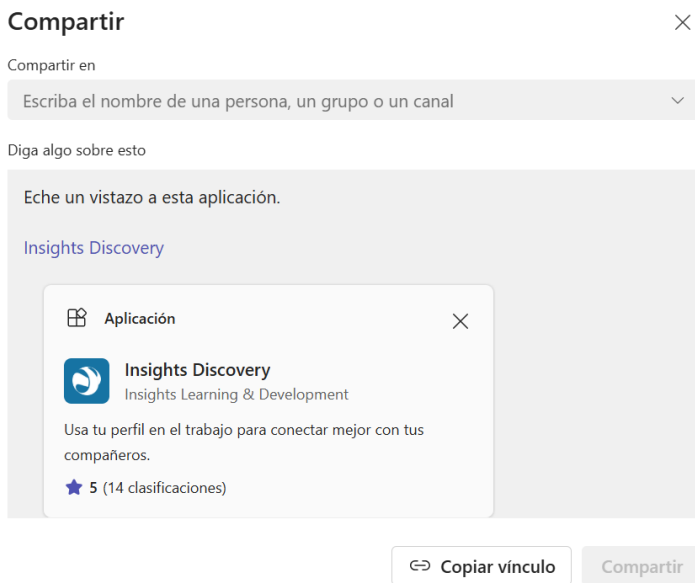 Compartir
Compartir en
Escriba el nombre de una persona, un grupo o un canal
Diga algo sobre esto
Eche un vistazo a esta aplicación.
Insights Discovery
Aplicación
Insights Discovery
Insights Learning & Development
Usa tu perfil en el trabajo para conectar mejor con tus
compañeros.
5 (14 clasificaciones)
Copiar vínculo
Compartir